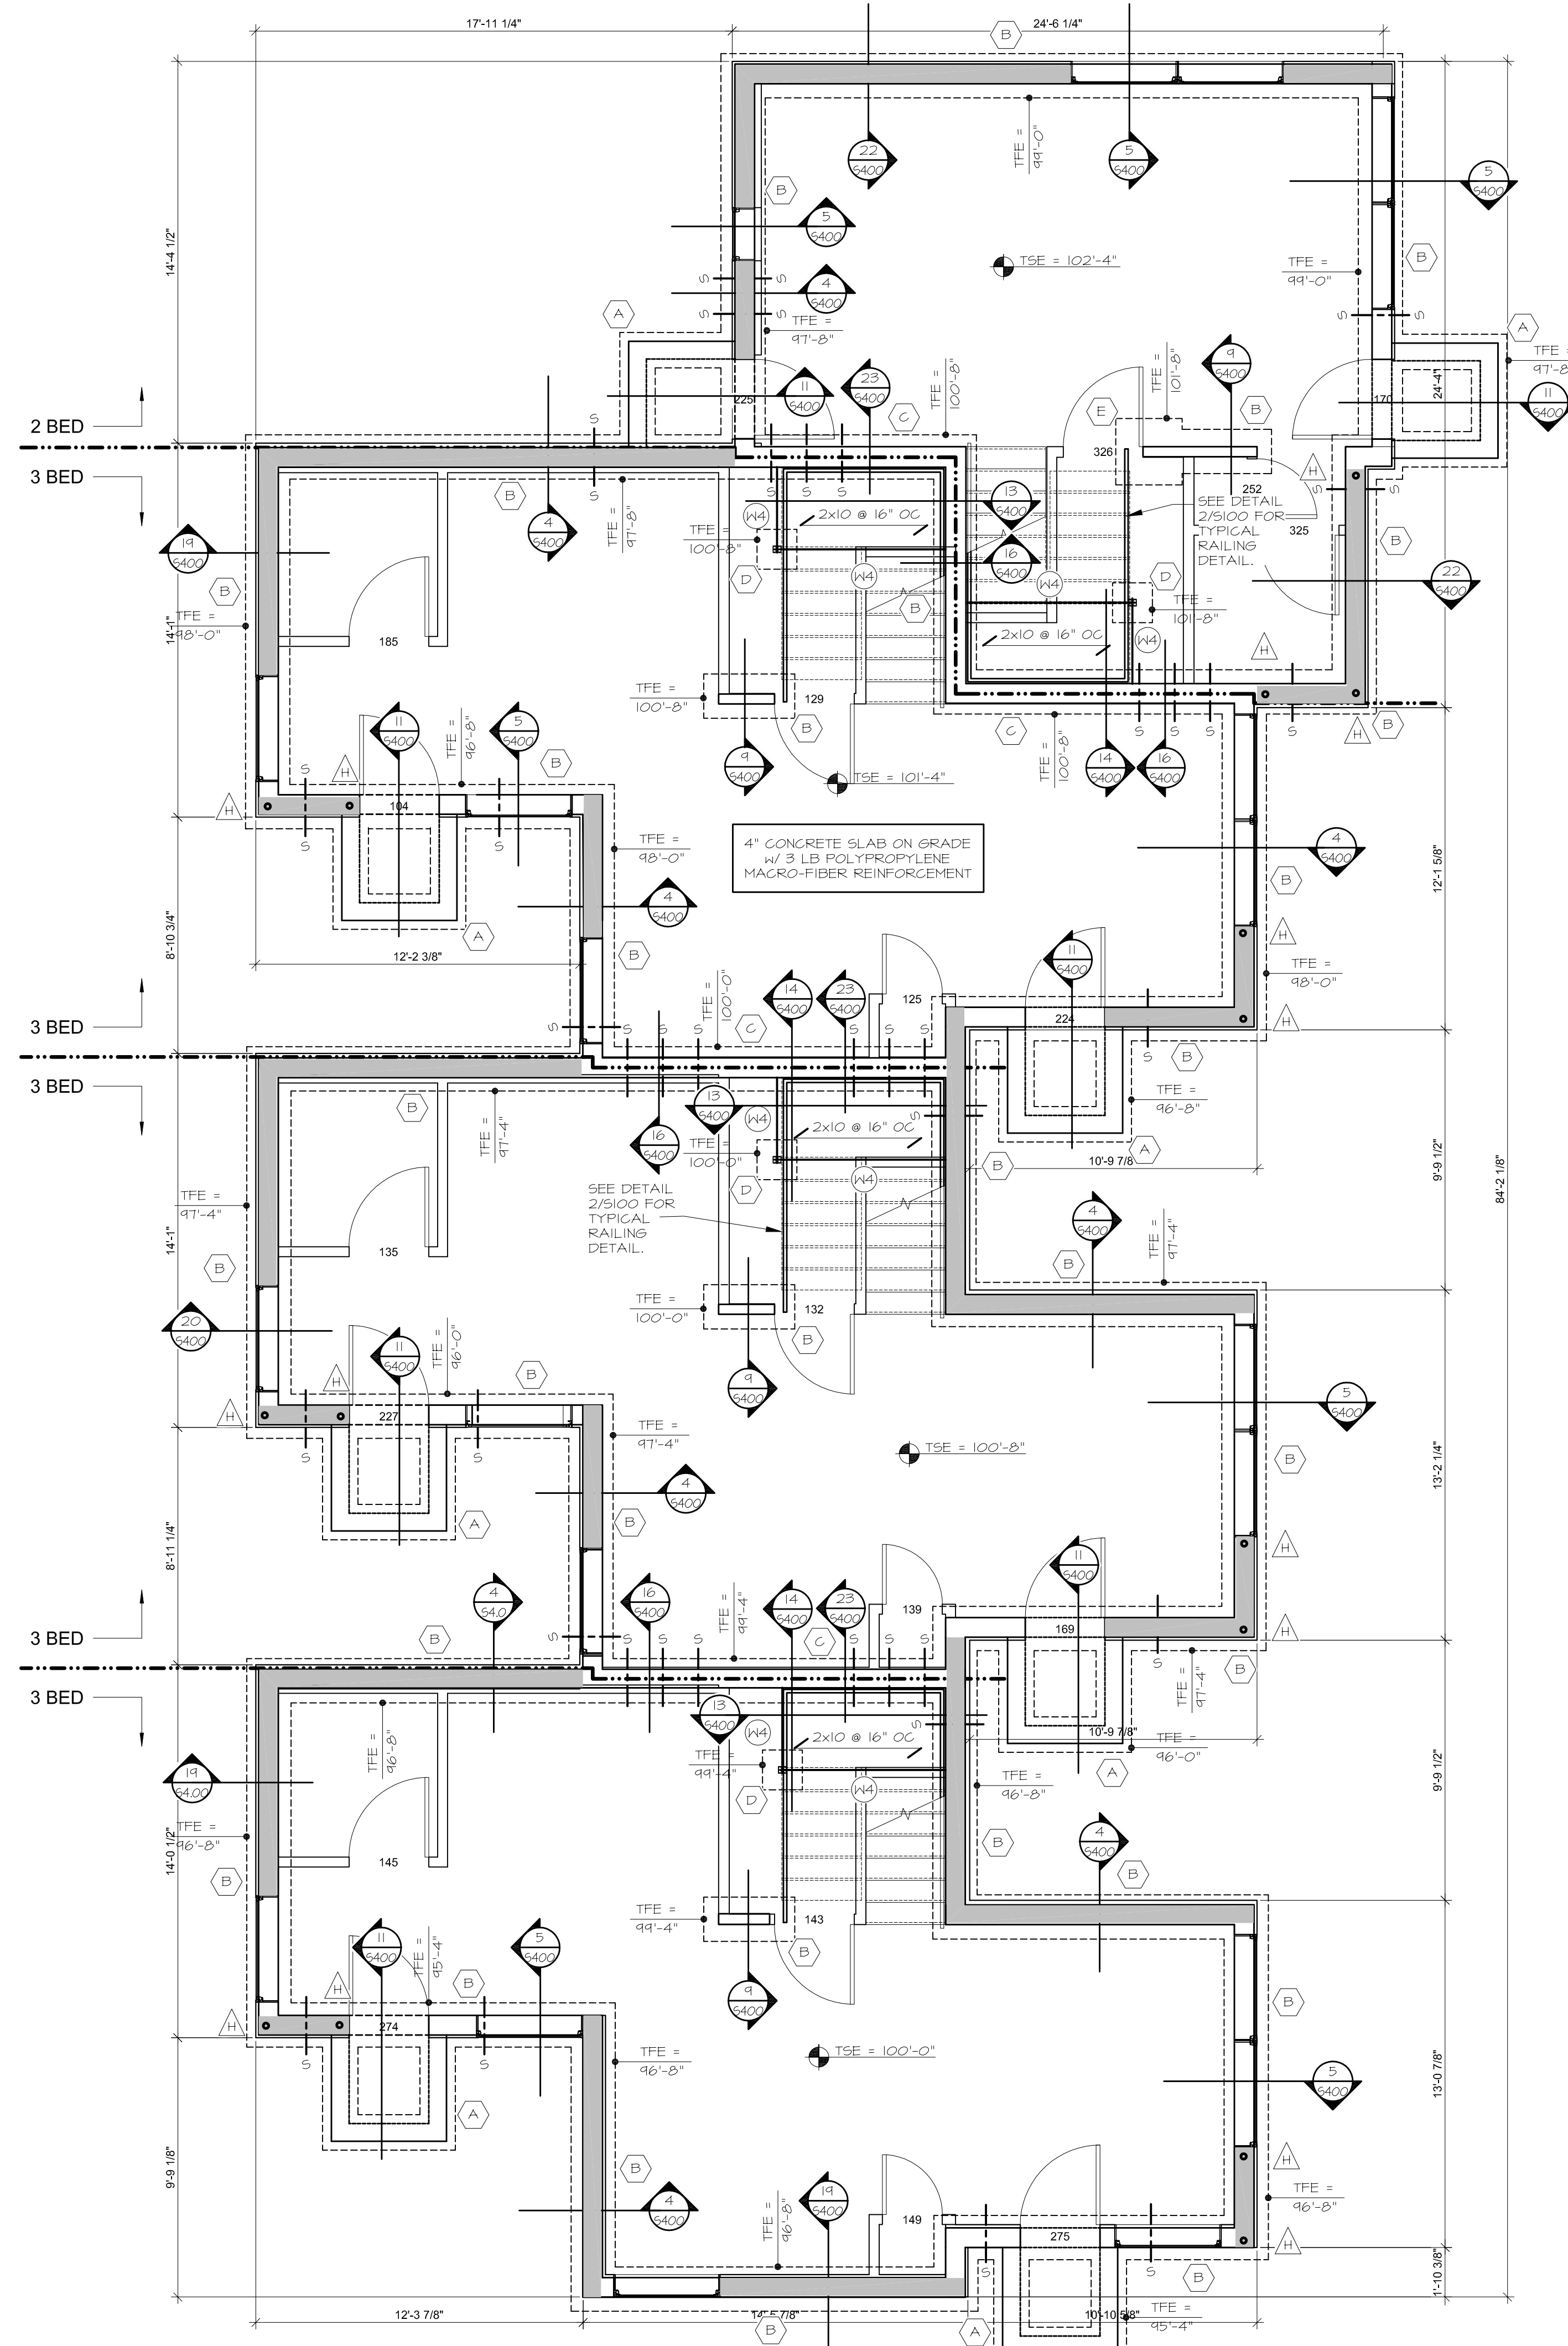 17'-11 1/4"
24'-6 1/4"
B
22
S400
5
S400
TFE =
99'-0"
5
S400
B
5
S400
14'-4 1/2"
B
TSE = 102'-4"
TFE =
99'-0"
S
S
4
S400
S
S
A
TFE =
97'-8"
S
S
A
TFE =
97'-8"
9
S400
TFE =
101'-8"
TFE =
100'-8"
24'-4"
2 BED
225
11
S400
23
S400
C
E
B
170
11
S400
3 BED
S
S
326
252
H
S
S
B
4
S400
TFE =
97'-8"
S
S
S
13
S400
SEE DETAIL
2/S100 FOR
TYPICAL
RAILING
DETAIL.
325
19
S400
TFE =
100'-8"
W4
2x10 @ 16" OC
16
S400
B
B
D
W4
B
W4
D
22
S400
14'-1"
TFE =
98'-0"
TFE =
101'-8"
185
2x10 @ 16" OC
W4
H
TFE =
100'-8"
129
B
11
S400
TFE =
96'-8"
5
S400
B
C
TFE =
100'-8"
S
S
S
S
H
B
9
S400
14
S400
16
S400
S
H
TSE = 101'-4"
H
104
S
S
4" CONCRETE SLAB ON GRADE
W/ 3 LB POLYPROPYLENE
MACRO-FIBER REINFORCEMENT
TFE =
98'-0"
4
S400
12'-1 5/8"
B
4
S400
8'-10 3/4"
A
B
H
12'-2 3/8"
11
S400
TFE =
98'-0"
3 BED
TFE =
100'-0"
14
S400
23
S400
125
C
224
H
S
S
S
S
S
S
S
S
B
3 BED
B
TFE =
97'-4"
13
S400
W4
2x10 @ 16" OC
S
TFE =
96'-8"
16
S400
TFE =
100'-0"
A
9'-9 1/2"
84'-2 1/8"
B
10'-9 7/8"
D
W4
TFE =
97'-4"
SEE DETAIL
2/S100 FOR
TYPICAL
RAILING
DETAIL.
4
S400
TFE =
97'-4"
14'-1"
135
B
B
TFE =
100'-0"
132
20
S400
B
11
S400
TFE =
96'-0"
B
9
S400
5
S400
H
H
227
S
S
TFE =
97'-4"
TSE = 100'-8"
B
13'-2 1/4"
4
S400
A
B
8'-11 1/4"
H
11
S400
4
S4.0
16
S400
TFE =
99'-4"
14
S400
23
S400
139
3 BED
B
S
C
169
H
S
S
S
S
S
S
S
B
3 BED
TFE =
96'-8"
13
S400
W4
2x10 @ 16" OC
S
TFE =
97'-4"
10'-9 7/8"
TFE =
96'-0"
19
S4.00
TFE =
99'-4"
W4
TFE =
96'-8"
A
9'-9 1/2"
D
TFE =
96'-8"
4
S400
B
B
14'-0 1/2"
145
B
TFE =
99'-4"
143
B
11
S400
TFE =
95'-4"
5
S400
B
H
9
S400
B
H
274
S
S
TFE =
96'-8"
TSE = 100'-0"
5
S400
13'-0 7/8"
A
9'-9 1/8"
B
H
4
S400
TFE =
96'-8"
19
S400
TFE =
96'-8"
149
275
H
S
S
B
1'-10 3/8"
12'-3 7/8"
B
A
TFE =
95'-4"
10'-10 5/8"